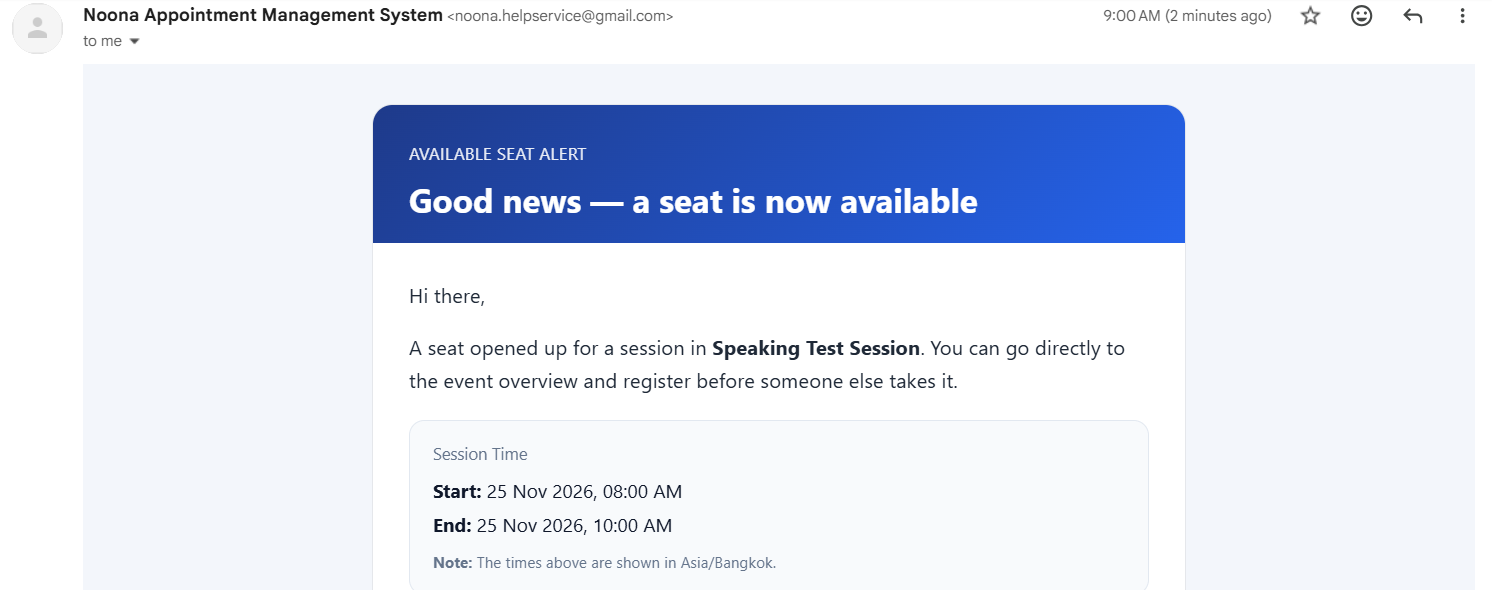 Noona Appointment Management System <noona.helpservice@gmail.com>
9:00 AM (2 minutes ago)
to me
AVAILABLE SEAT ALERT
Good news — a seat is now available
Hi there,
A seat opened up for a session in Speaking Test Session. You can go directly to
the event overview and register before someone else takes it.
Session Time
Start: 25 Nov 2026, 08:00 AM
End: 25 Nov 2026, 10:00 AM
Note: The times above are shown in Asia/Bangkok.